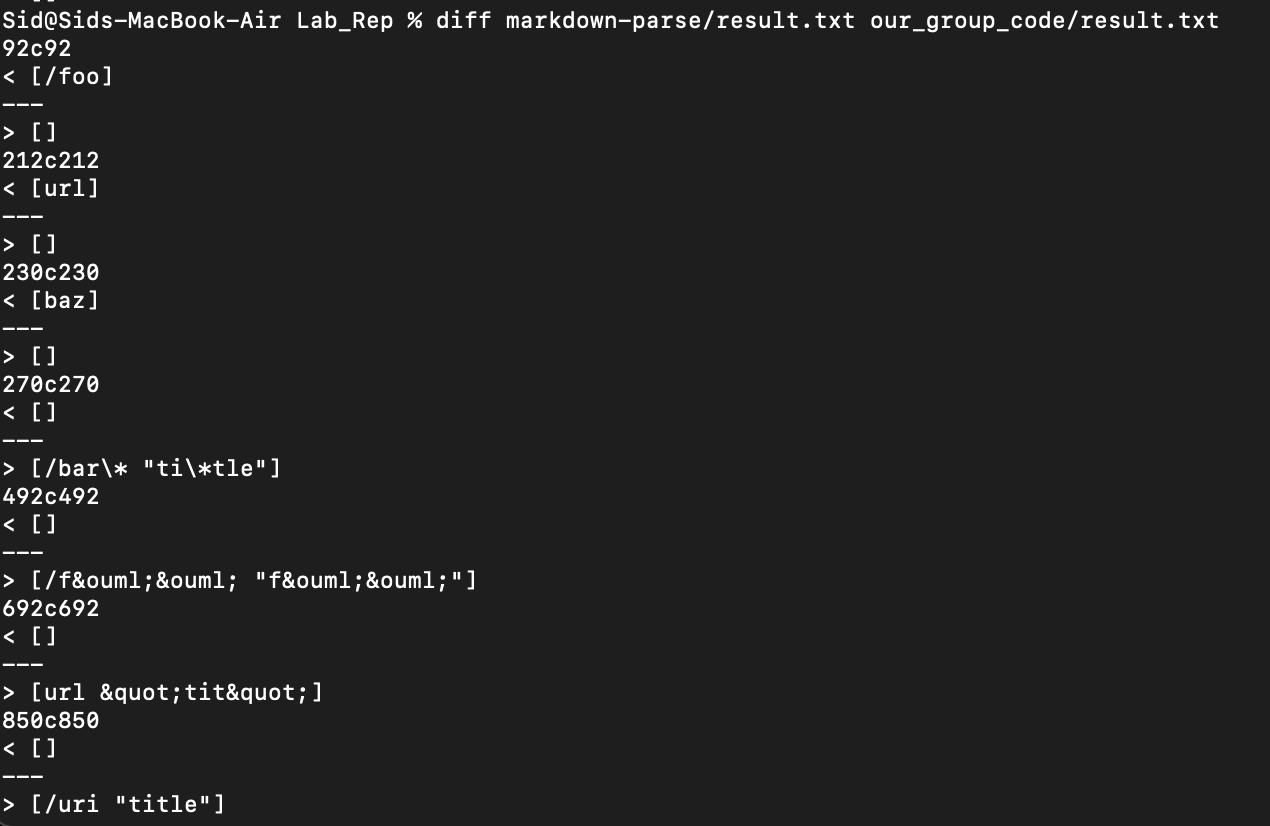 Sid@Sids-MacBook-Air Lab_Rep % diff markdown-parse/result.txt our_group_code/result.txt
92c92
< [/foo]
---
> []
212c212
< [url]
---
> []
230c230
< [baz]
---
> []
270c270
< []
---
> [/bar\* "ti\*tle"]
492c492
< []
---
> [/f&ouml;&ouml; "f&ouml;&ouml;"]
692c692
< []
---
> [url &quot;tit&quot;]
850c850
< []
---
> [/uri "title"]